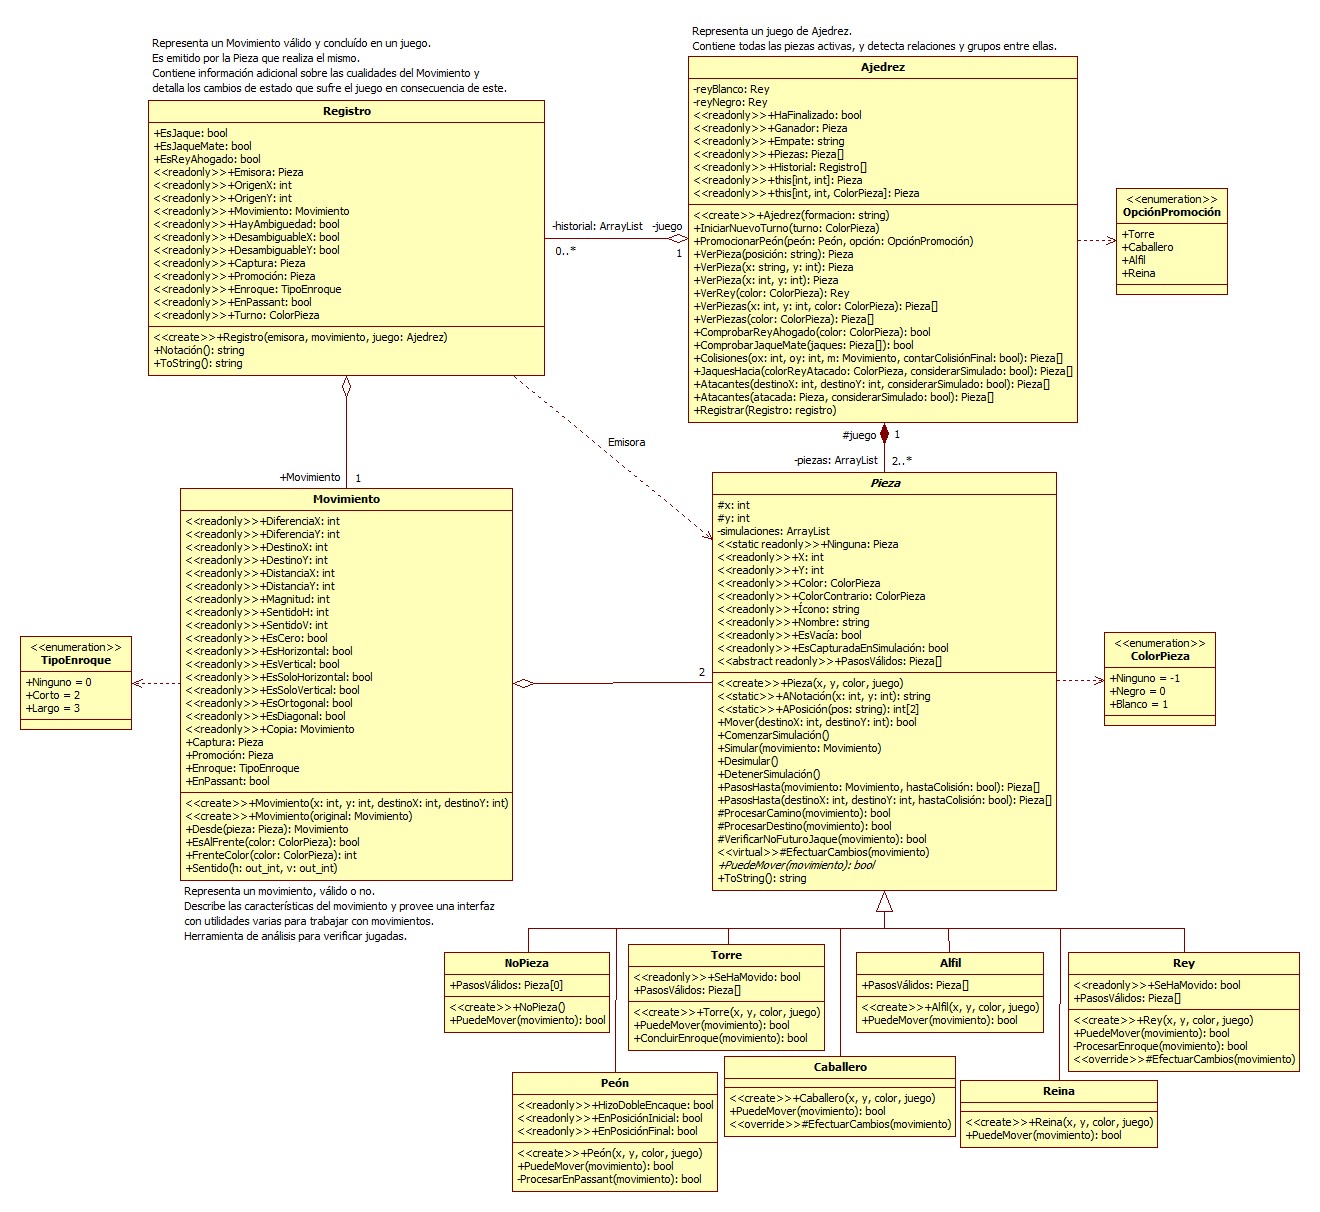 Representa un Movimiento válido y concluído en un juego.
Es emitido por la Pieza que realiza el mismo.
Contiene información adicional sobre las cualidades del Movimiento y
detalla los cambios de estado que sufre el juego en consecuencia de este.
Registro
+EsJaque: bool
+EsJaqueMate: bool
+EsReyAhogado: bool
<<readonly>>+Emisora: Pieza
<<readonly>>+OrigenX: int
<<readonly>>+OrigenY: int
<<readonly>>+Movimiento: Movimiento
<<readonly>>+HayAmbiguedad: bool
<<readonly>>+DesambiguableX: bool
<<readonly>>+DesambiguableY: bool
<<readonly>>+Captura: Pieza
<<readonly>>+Promoción: Pieza
<<readonly>>+Enroque: TipoEnroque
<<readonly>>+EnPassant: bool
<<readonly>>+Turno: ColorPieza
<<create>>+Registro(emisora, movimiento, juego: Ajedrez)
+Notación(): string
+ToString(): string
Representa un juego de Ajedrez.
Contiene todas las piezas activas, y detecta relaciones y grupos entre ellas.
Ajedrez
-reyBlanco: Rey
-reyNegro: Rey
<<readonly>>+HaFinalizado: bool
<<readonly>>+Ganador: Pieza
<<readonly>>+Empate: string
<<readonly>>+Piezas: Pieza[]
<<readonly>>+Historial: Registro[]
<<readonly>>+this[int, int]: Pieza
<<readonly>>+this[int, int, ColorPieza]: Pieza
<<create>>+Ajedrez(formacion: string)
+IniciarNuevoTurno(turno: ColorPieza)
+PromocionarPeón(peón: Peón, opción: OpciónPromoción)
+VerPieza(posición: string): Pieza
+VerPieza(x: string, y: int): Pieza
+VerPieza(x: int, y: int): Pieza
+VerRey(color: ColorPieza): Rey
+VerPiezas(x: int, y: int, color: ColorPieza): Pieza[]
+VerPiezas(color: ColorPieza): Pieza[]
+ComprobarReyAhogado(color: ColorPieza): bool
+ComprobarJaqueMate(jaques: Pieza[]): bool
+Colisiones(ox: int, oy: int, m: Movimiento, contarColisiónFinal: bool): Pieza[]
+JaquesHacia(colorReyAtacado: ColorPieza, considerarSimulado: bool): Pieza[]
+Atacantes(destinoX: int, destinoY: int, considerarSimulado: bool): Pieza[]
+Atacantes(atacada: Pieza, considerarSimulado: bool): Pieza[]
+Registrar(Registro: registro)
-historial: ArrayList
-juego
0..*
1
<<enumeration>>
OpciónPromoción
+Torre
+Caballero
+Alfil
+Reina
#juego
1
-piezas: ArrayList
2..*
Emisora
+Movimiento
1
Movimiento
<<readonly>>+DiferenciaX: int
<<readonly>>+DiferenciaY: int
<<readonly>>+DestinoX: int
<<readonly>>+DestinoY: int
<<readonly>>+DistanciaX: int
<<readonly>>+DistanciaY: int
<<readonly>>+Magnitud: int
<<readonly>>+SentidoH: int
<<readonly>>+SentidoV: int
<<readonly>>+EsCero: bool
<<readonly>>+EsHorizontal: bool
<<readonly>>+EsVertical: bool
<<readonly>>+EsSoloHorizontal: bool
<<readonly>>+EsSoloVertical: bool
<<readonly>>+EsOrtogonal: bool
<<readonly>>+EsDiagonal: bool
<<readonly>>+Copia: Movimiento
+Captura: Pieza
+Promoción: Pieza
+Enroque: TipoEnroque
+EnPassant: bool
<<create>>+Movimiento(x: int, y: int, destinoX: int, destinoY: int)
<<create>>+Movimiento(original: Movimiento)
+Desde(pieza: Pieza): Movimiento
+EsAlFrente(color: ColorPieza): bool
+FrenteColor(color: ColorPieza): int
+Sentido(h: out_int, v: out_int)
Representa un movimiento, válido o no.
Describe las características del movimiento y provee una interfaz
con utilidades varias para trabajar con movimientos.
Herramienta de análisis para verificar jugadas.
<<enumeration>>
TipoEnroque
+Ninguno = 0
+Corto = 2
+Largo = 3
2
Pieza
#x: int
#y: int
-simulaciones: ArrayList
<<static readonly>>+Ninguna: Pieza
<<readonly>>+X: int
<<readonly>>+Y: int
<<readonly>>+Color: ColorPieza
<<readonly>>+ColorContrario: ColorPieza
<<readonly>>+Ícono: string
<<readonly>>+Nombre: string
<<readonly>>+EsVacía: bool
<<readonly>>+EsCapturadaEnSimulación: bool
<<abstract readonly>>+PasosVálidos: Pieza[]
<<create>>+Pieza(x, y, color, juego)
<<static>>+ANotación(x: int, y: int): string
<<static>>+APosición(pos: string): int[2]
+Mover(destinoX: int, destinoY: int): bool
+ComenzarSimulación()
+Simular(movimiento: Movimiento)
+Desimular()
+DetenerSimulación()
+PasosHasta(movimiento: Movimiento, hastaColisión: bool): Pieza[]
+PasosHasta(destinoX: int, destinoY: int, hastaColisión: bool): Pieza[]
#ProcesarCamino(movimiento): bool
#ProcesarDestino(movimiento): bool
#VerificarNoFuturoJaque(movimiento): bool
<<virtual>>#EfectuarCambios(movimiento)
+PuedeMover(movimiento): bool
+ToString(): string
<<enumeration>>
ColorPieza
+Ninguno = -1
+Negro = 0
+Blanco = 1
NoPieza
+PasosVálidos: Pieza[0]
<<create>>+NoPieza()
+PuedeMover(movimiento): bool
Torre
<<readonly>>+SeHaMovido: bool
+PasosVálidos: Pieza[]
<<create>>+Torre(x, y, color, juego)
+PuedeMover(movimiento): bool
+ConcluirEnroque(movimiento): bool
Alfil
+PasosVálidos: Pieza[]
<<create>>+Alfil(x, y, color, juego)
+PuedeMover(movimiento): bool
Rey
<<readonly>>+SeHaMovido: bool
+PasosVálidos: Pieza[]
<<create>>+Rey(x, y, color, juego)
+PuedeMover(movimiento): bool
-ProcesarEnroque(movimiento): bool
<<override>>#EfectuarCambios(movimiento)
Peón
<<readonly>>+HizoDobleEncaque: bool
<<readonly>>+EnPosiciónInicial: bool
<<readonly>>+EnPosiciónFinal: bool
<<create>>+Peón(x, y, color, juego)
+PuedeMover(movimiento): bool
-ProcesarEnPassant(movimiento): bool
Caballero
<<create>>+Caballero(x, y, color, juego)
+PuedeMover(movimiento): bool
<<override>>#EfectuarCambios(movimiento)
Reina
<<create>>+Reina(x, y, color, juego)
+PuedeMover(movimiento): bool